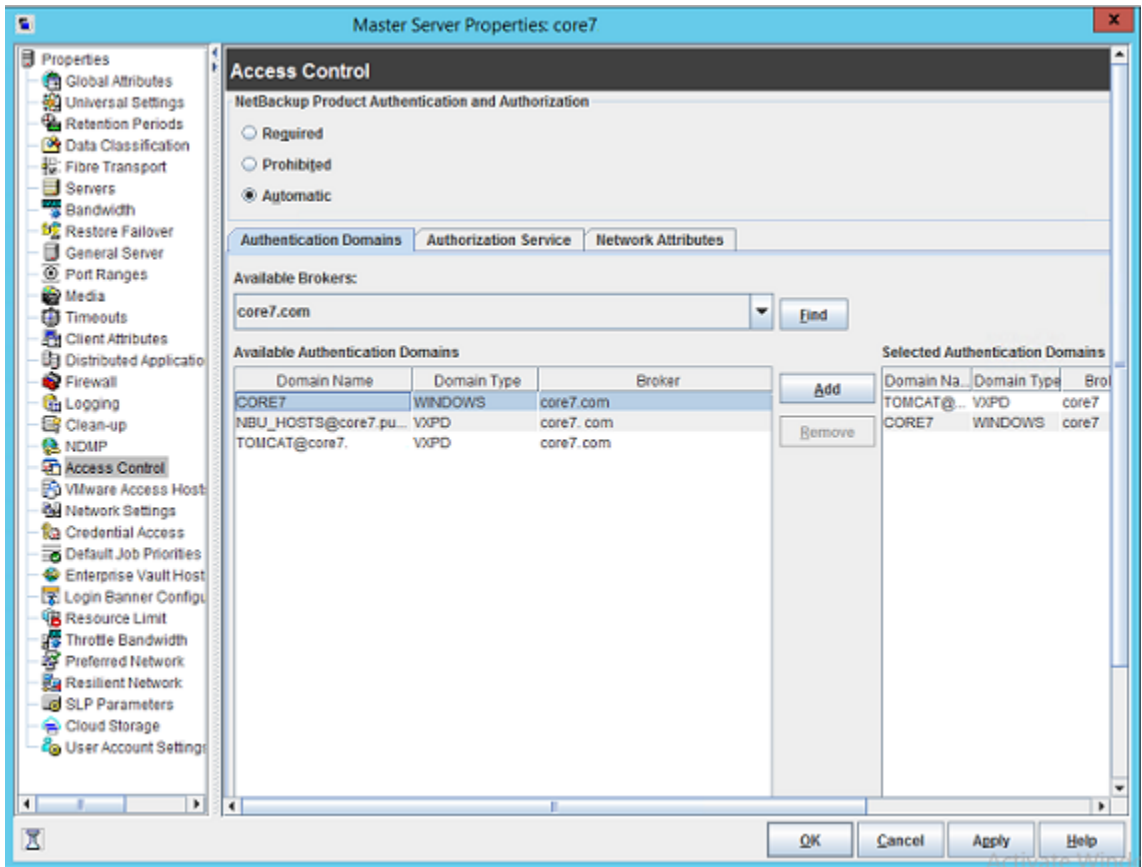 Master Server Properties: core7
x
Properties
Global Attributes
Universal Settings
Retention Periods
Data Classification
Fibre Transport
Servers
Bandwidth
Restore Failover
General Server
Port Ranges
Media
Timeouts
Client Attributes
Distributed Applicatio
Firewall
Logging
Clean-up
NDMP
Access Control
VMware Access Host
Network Settings
Credential Access
Default Job Priorities
Enterprise Vault Host
Login Banner Configu
Resource Limit
Throttle Bandwidth
Preferred Network
Resilient Network
SLP Parameters
Cloud Storage
User Account Settings
Access Control
NetBackup Product Authentication and Authorization
Required
Prohibited
Automatic
Authentication Domains Authorization Service Network Attributes
Available Brokers:
core7.com Find
Available Authentication Domains
Domain Name Domain Type Broker
CORE7 WINDOWS core7.com
NBU_HOSTS@core7.pu... VXPD core7. com
TOMCAT@core7. VXPD core7.com
Add
Remove
Selected Authentication Domains
Domain Na... Domain Type Brol
TOMCAT@... VXPD core7
CORE7 WINDOWS core7
OK Cancel Apply Help